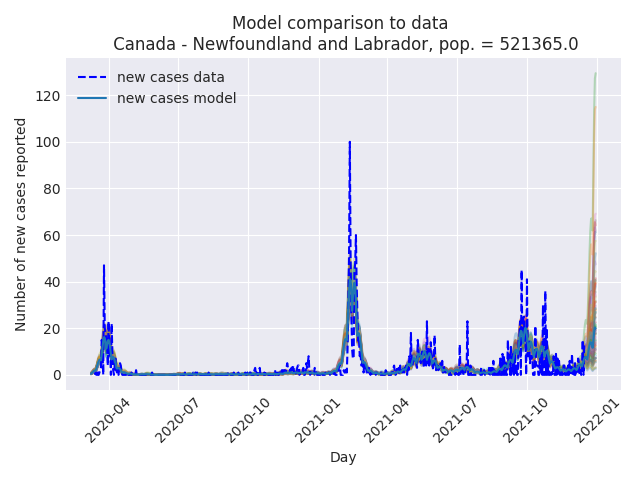 Model comparison to data
Canada - Newfoundland and Labrador, pop. = 521365.0
new cases data
new cases model
Number of new cases reported
120
100
80
60
40
20
0
2020-04
2020-07
2020-10
2021-01
2021-04
2021-07
2021-10
2022-01
Day